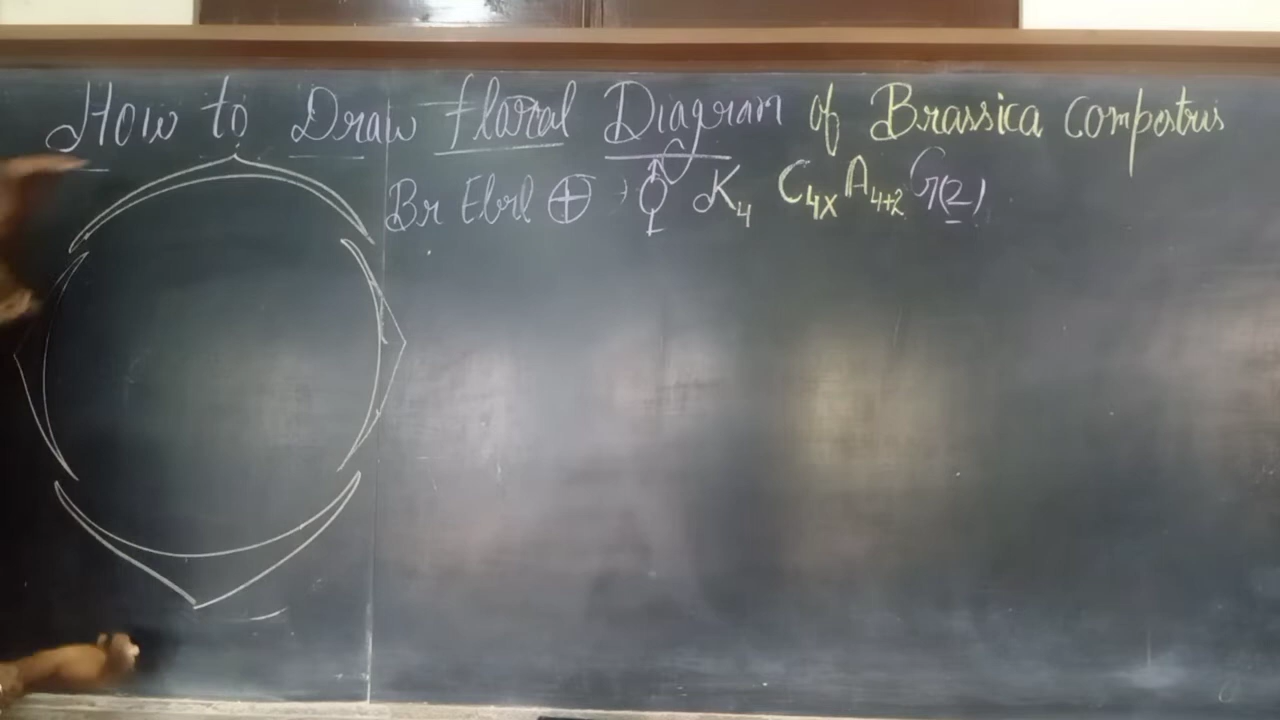 How to Draw Floral Diagram of Brassica Compestris
Br Ebrl ⊕ ⚥ K4 C4x A4+2 G(2)